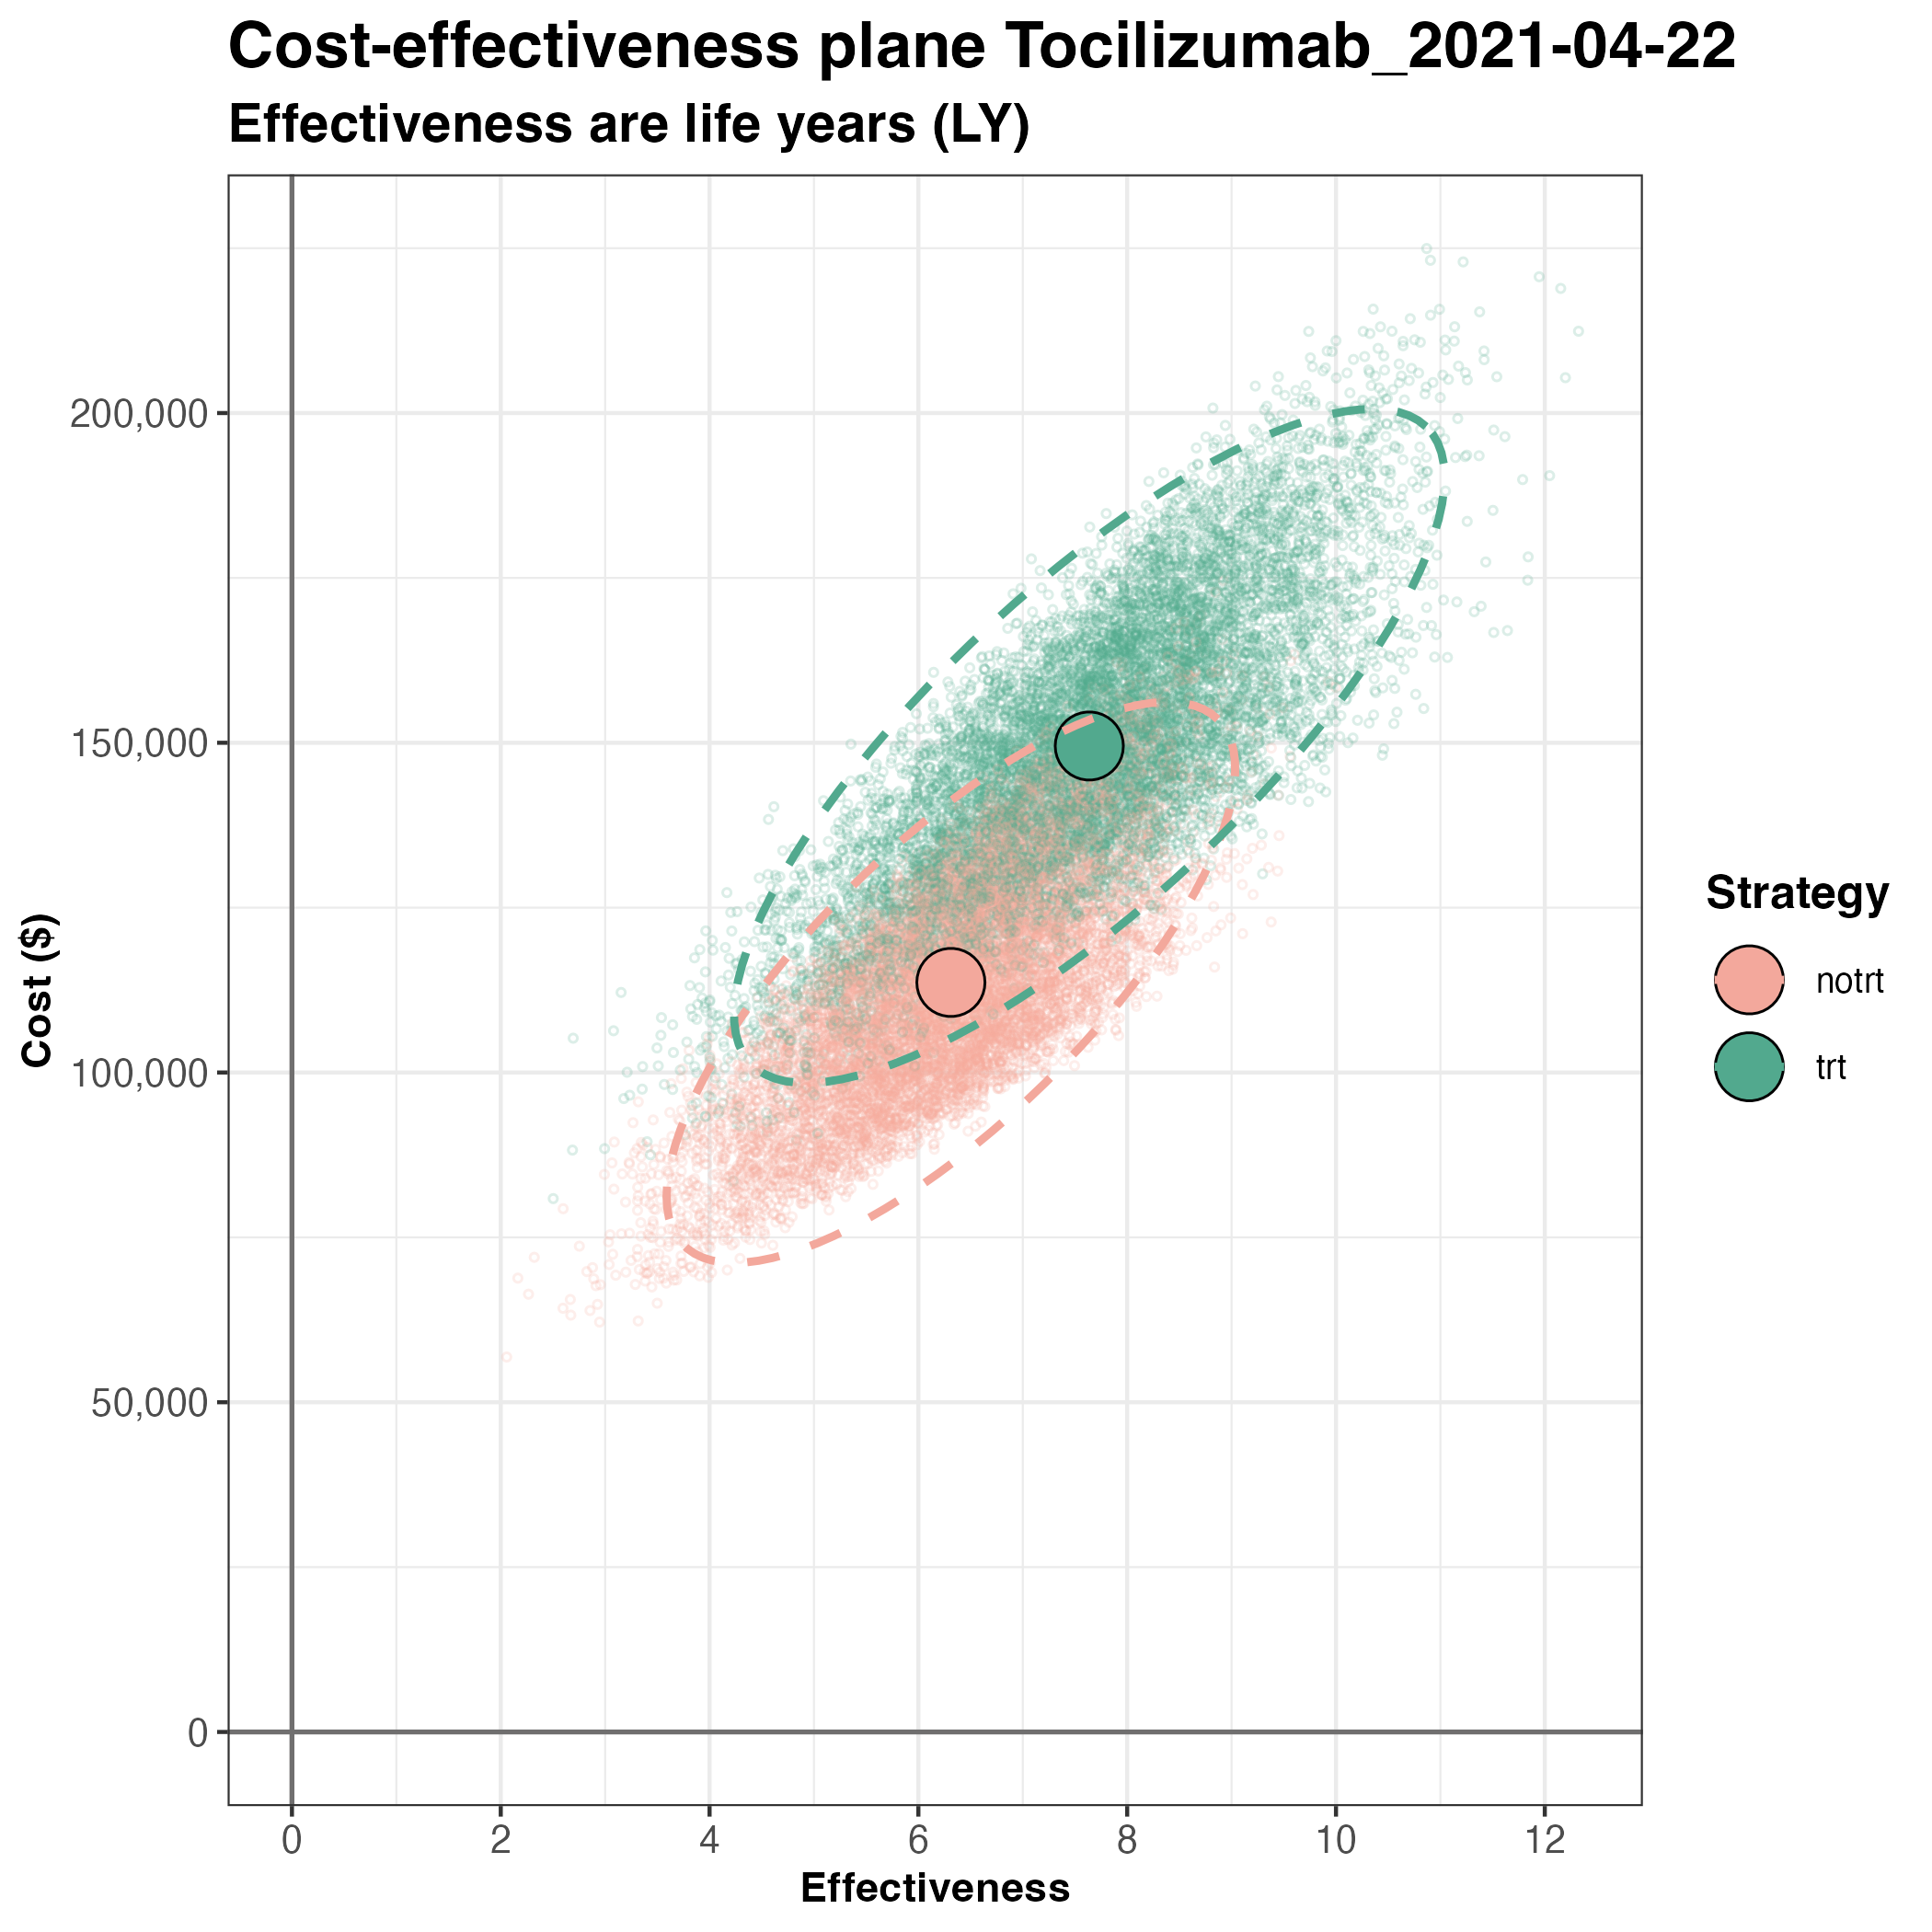 Cost-effectiveness plane Tocilizumab_2021-04-22
Effectiveness are life years (LY)
Cost ($)
200,000
150,000
100,000
50,000
0
0 2 4 6 8 10 12
Effectiveness
Strategy
notrt
trt